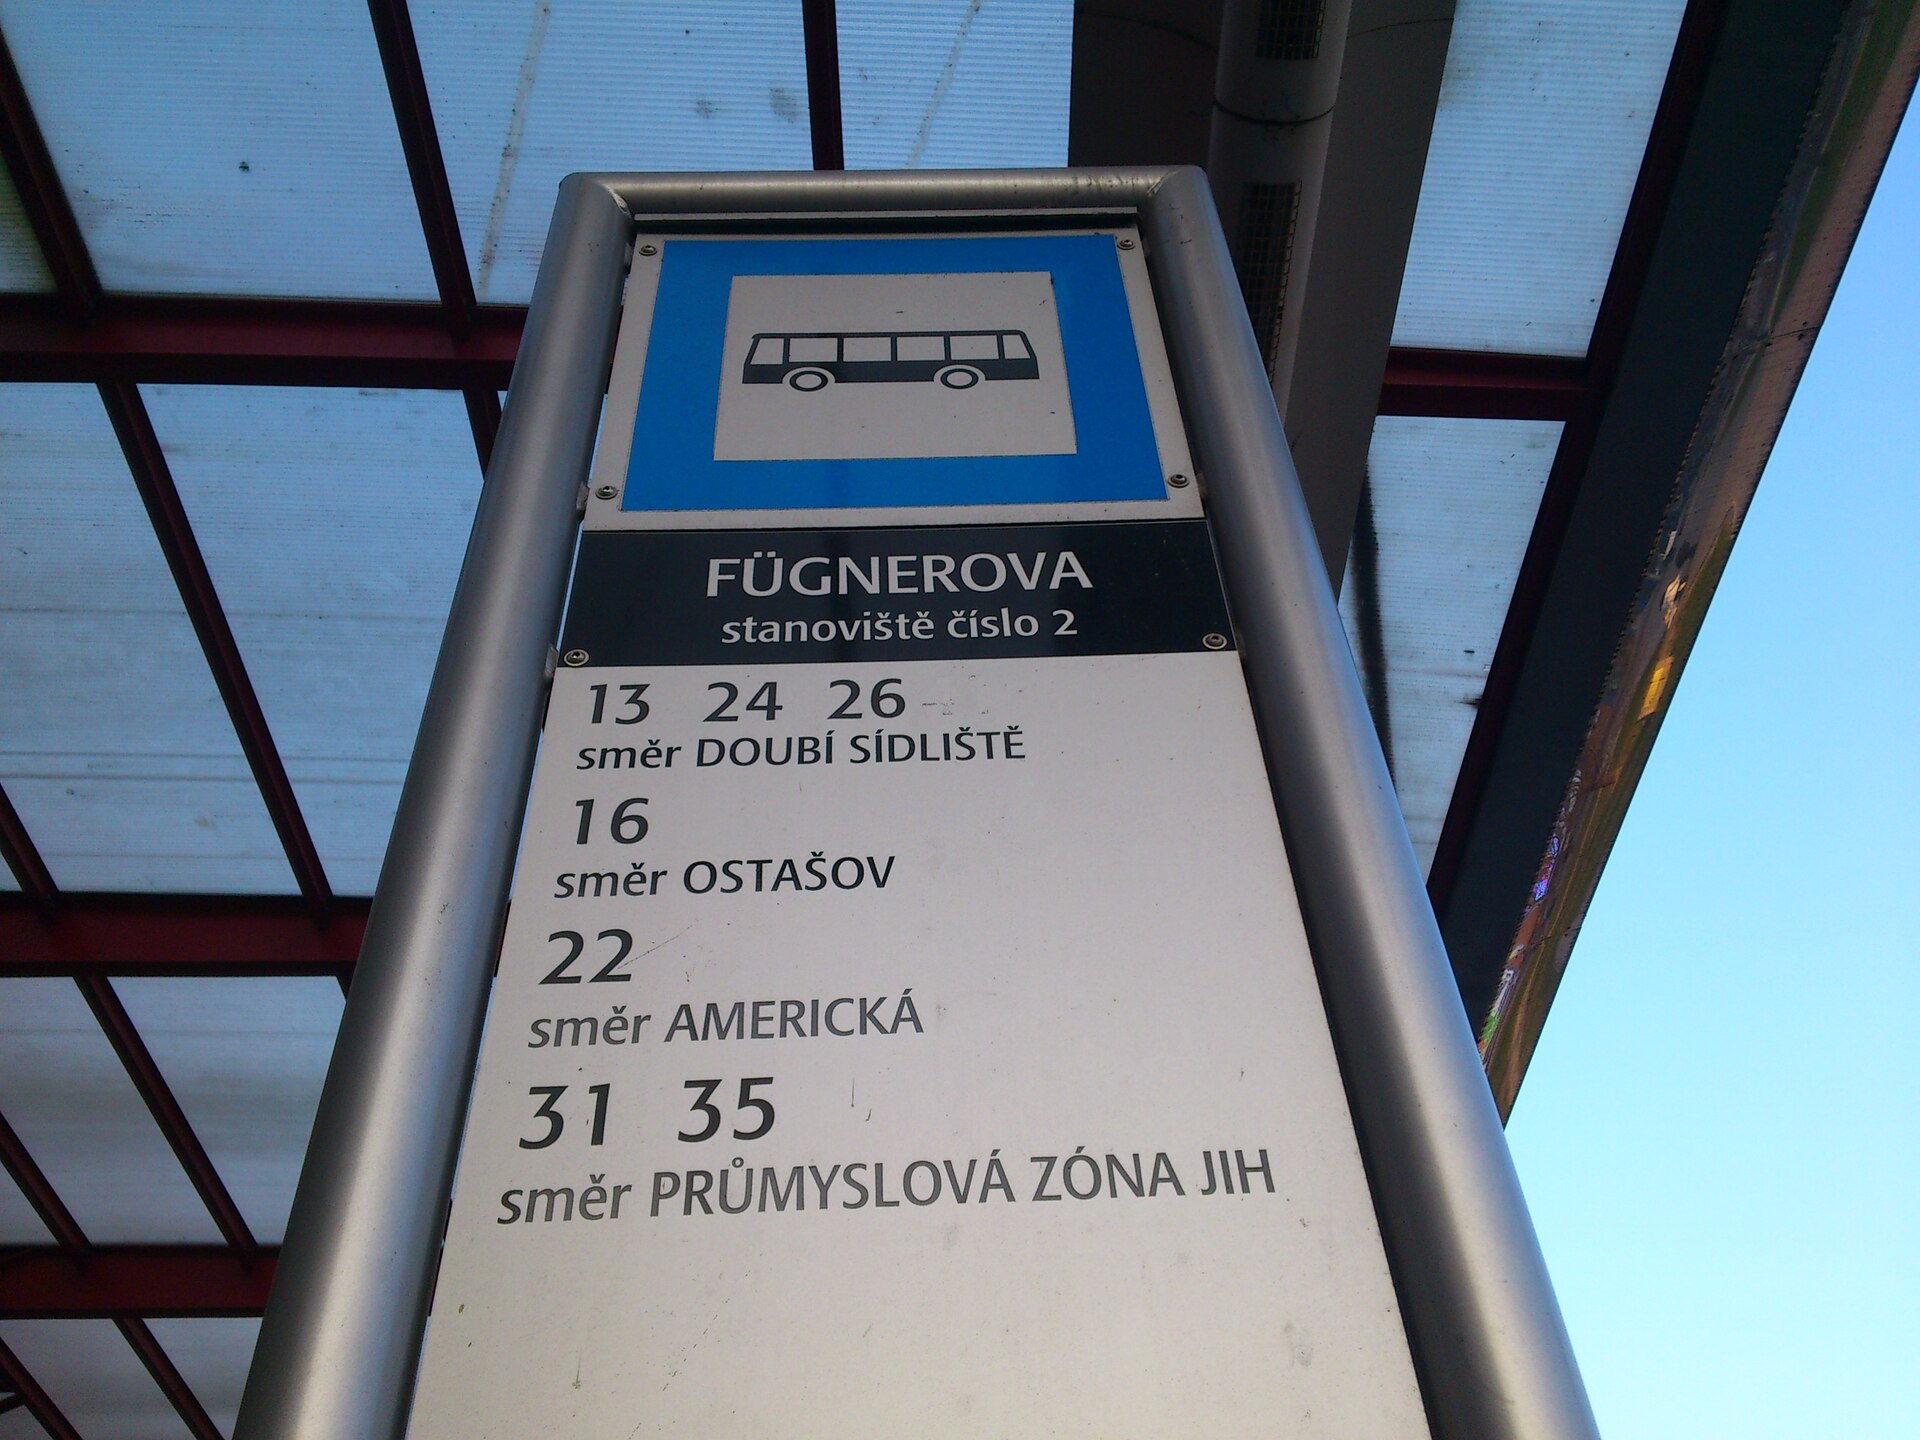 FÜGNEROVA
stanoviště číslo 2
13 24 26
směr DOUBÍ SÍDLIŠTĚ
16
směr OSTAŠOV
22
směr AMERICKÁ
31 35
směr PRŮMYSLOVÁ ZÓNA JIH